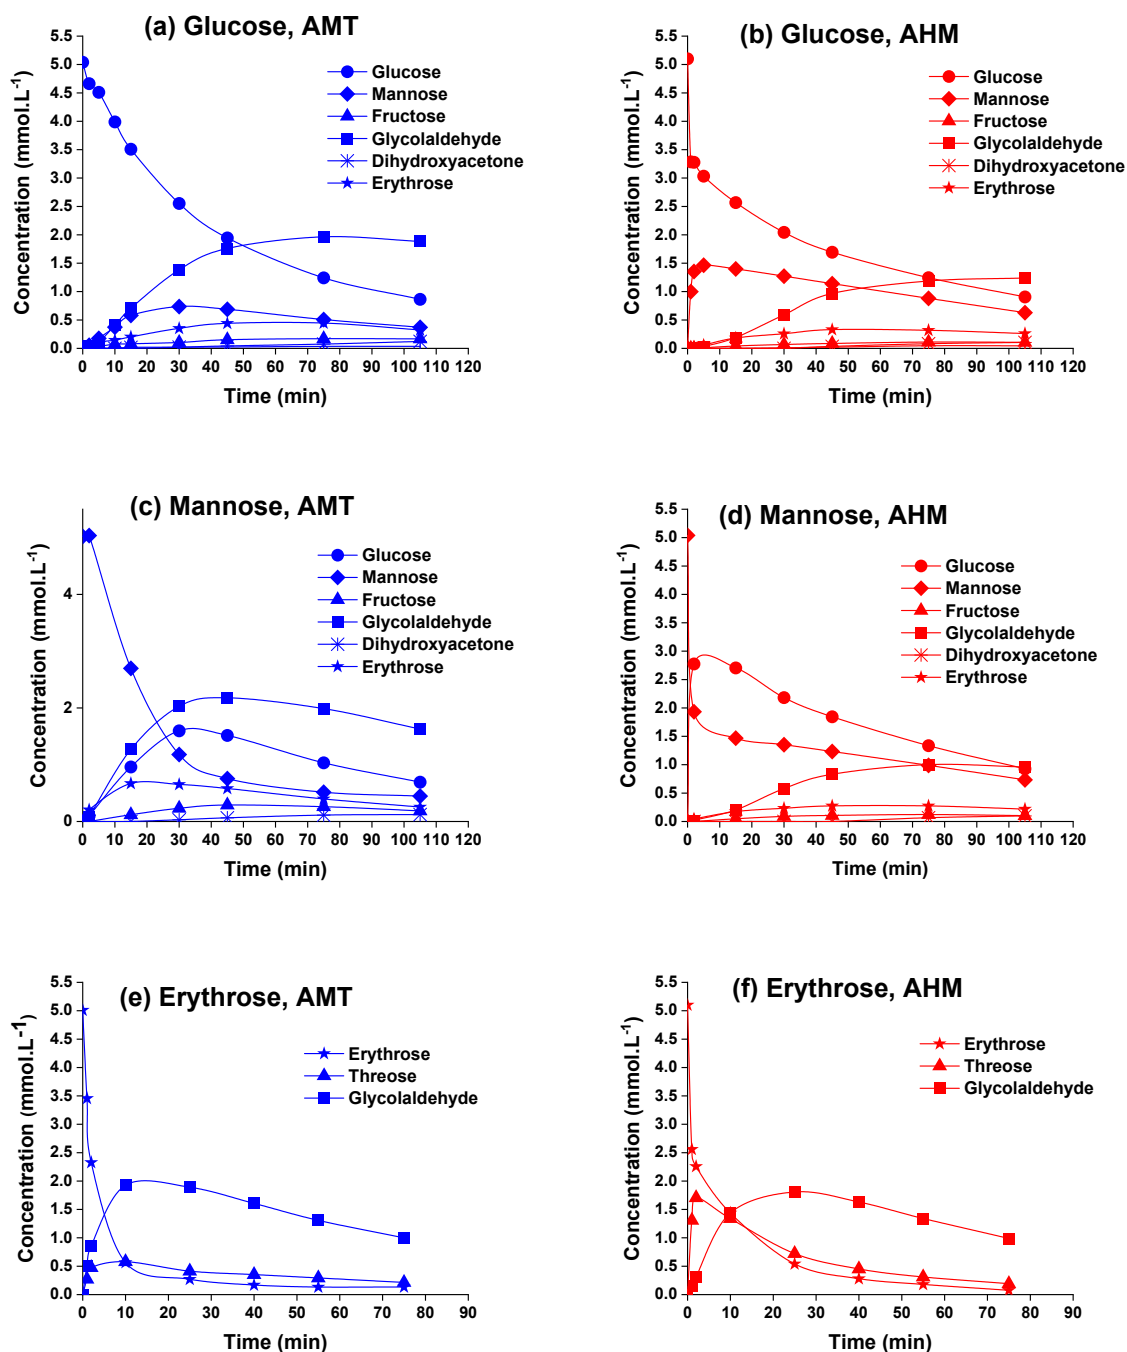 (a) Glucose, AMT
Concentration (mmol.L⁻¹)
5.5
5.0
4.5
4.0
3.5
3.0
2.5
2.0
1.5
1.0
0.5
0.0
Glucose
Mannose
Fructose
Glycolaldehyde
Dihydroxyacetone
Erythrose
0 10 20 30 40 50 60 70 80 90 100 110 120
Time (min)
(b) Glucose, AHM
Concentration (mmol.L⁻¹)
5.5
5.0
4.5
4.0
3.5
3.0
2.5
2.0
1.5
1.0
0.5
0.0
Glucose
Mannose
Fructose
Glycolaldehyde
Dihydroxyacetone
Erythrose
0 10 20 30 40 50 60 70 80 90 100 110 120
Time (min)
(c) Mannose, AMT
Concentration (mmol.L⁻¹)
4
2
0
Glucose
Mannose
Fructose
Glycolaldehyde
Dihydroxyacetone
Erythrose
0 10 20 30 40 50 60 70 80 90 100 110 120
Time (min)
(d) Mannose, AHM
Concentration (mmol.L⁻¹)
5.5
5.0
4.5
4.0
3.5
3.0
2.5
2.0
1.5
1.0
0.5
0.0
Glucose
Mannose
Fructose
Glycolaldehyde
Dihydroxyacetone
Erythrose
0 10 20 30 40 50 60 70 80 90 100 110 120
Time (min)
(e) Erythrose, AMT
Concentration (mmol.L⁻¹)
5.5
5.0
4.5
4.0
3.5
3.0
2.5
2.0
1.5
1.0
0.5
0.0
Erythrose
Threose
Glycolaldehyde
0 10 20 30 40 50 60 70 80 90
Time (min)
(f) Erythrose, AHM
Concentration (mmol.L⁻¹)
5.5
5.0
4.5
4.0
3.5
3.0
2.5
2.0
1.5
1.0
0.5
0.0
Erythrose
Threose
Glycolaldehyde
0 10 20 30 40 50 60 70 80 90
Time (min)